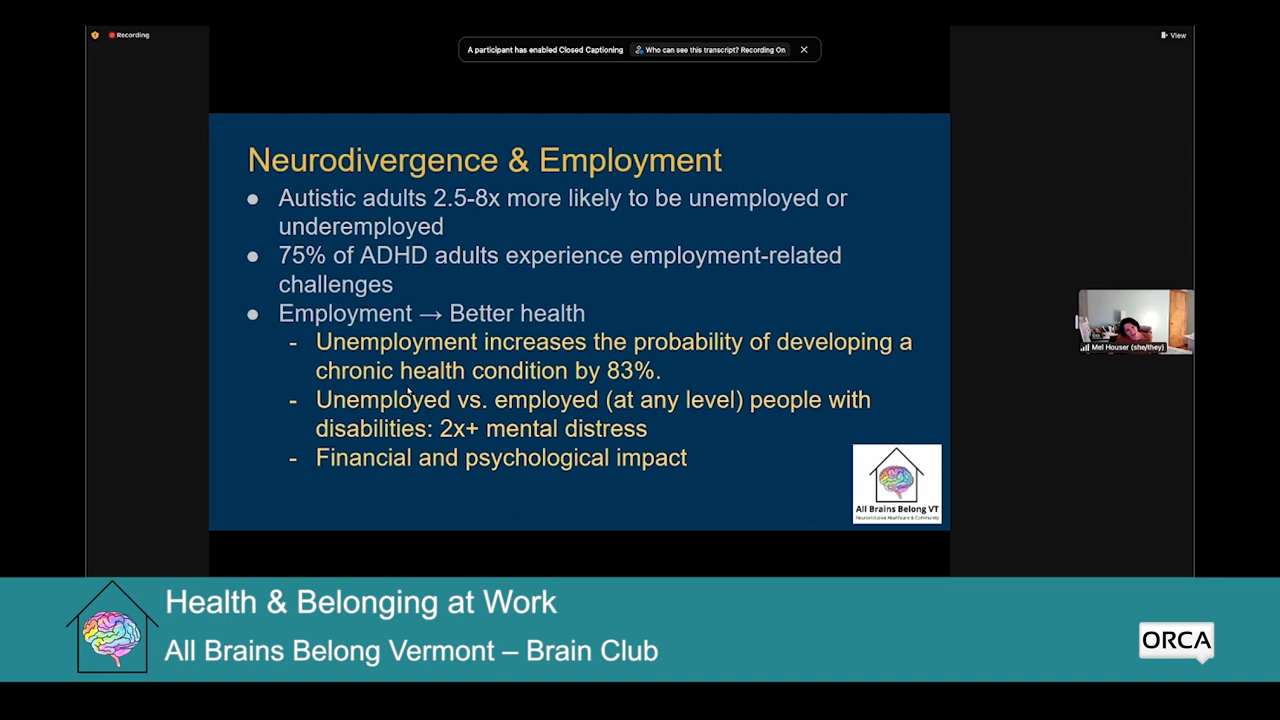 Recording
A participant has enabled Closed Captioning
Who can see this transcript? Recording On
View
Neurodivergence & Employment
● Autistic adults 2.5-8x more likely to be unemployed or
underemployed
● 75% of ADHD adults experience employment-related
challenges
● Employment → Better health
- Unemployment increases the probability of developing a
chronic health condition by 83%.
- Unemployed vs. employed (at any level) people with
disabilities: 2x+ mental distress
- Financial and psychological impact
Mel Houser (she/they)
All Brains Belong VT
Neuroinclusive Healthcare & Community
Health & Belonging at Work
All Brains Belong Vermont – Brain Club
ORCA